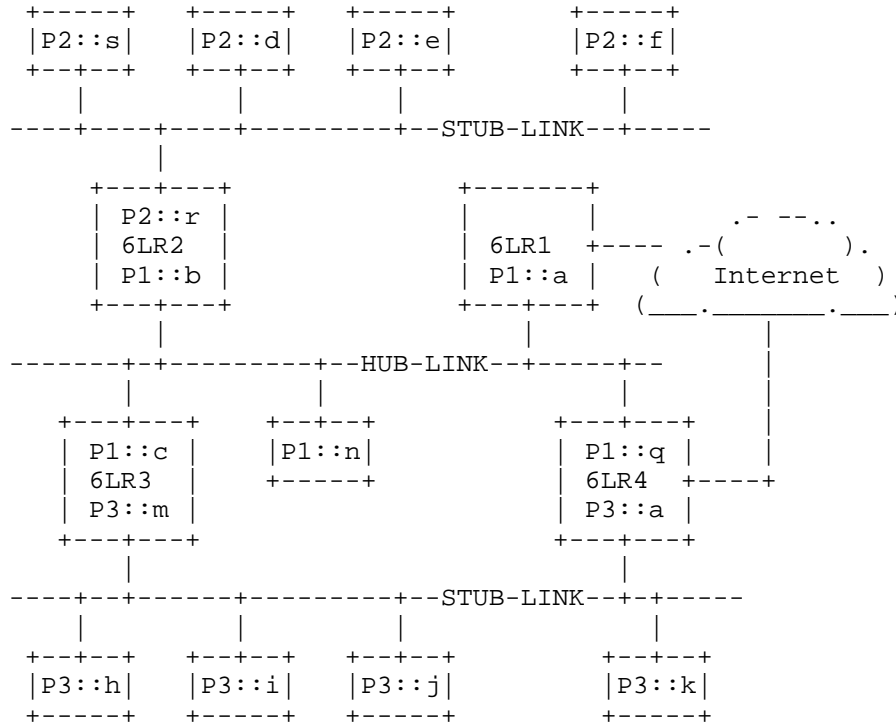 P2::s P2::d P2::e P2::f
STUB-LINK
P2::r
6LR2 6LR1
P1::b P1::a Internet
HUB-LINK
P1::c P1::n P1::q
6LR3 6LR4
P3::m P3::a
STUB-LINK
P3::h P3::i P3::j P3::k